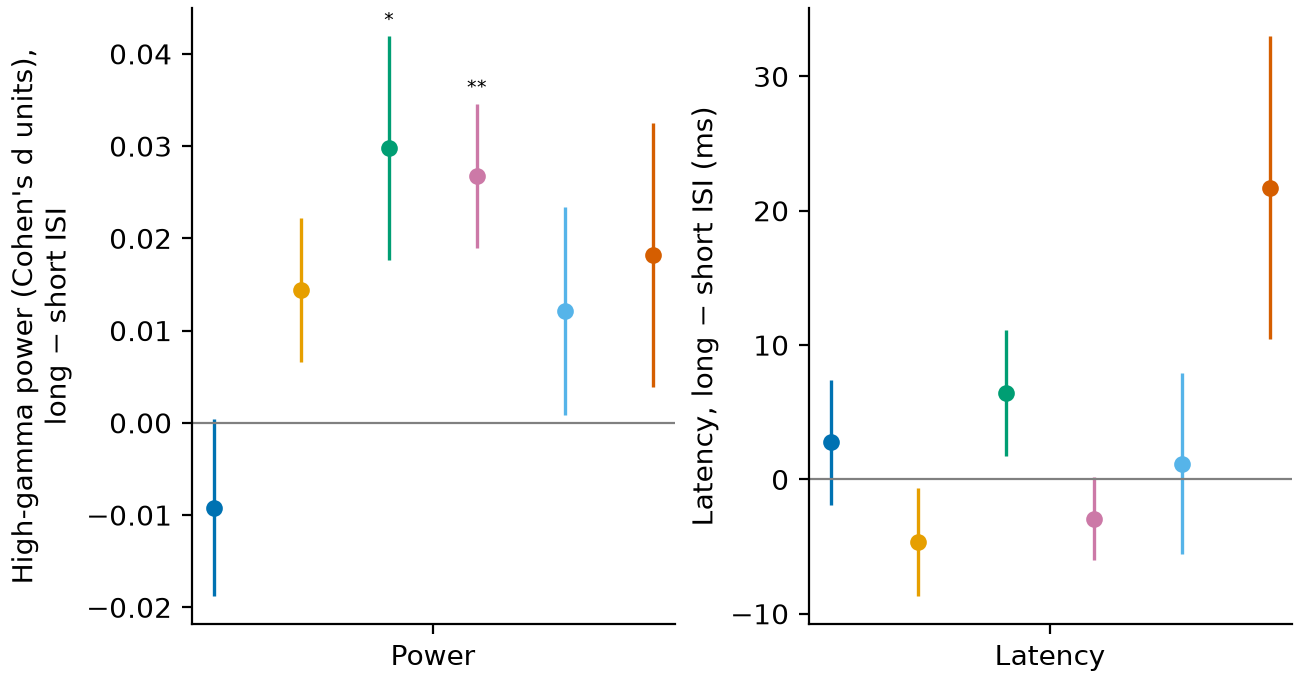 High-gamma power (Cohen's d units),
long − short ISI
0.04
0.03
0.02
0.01
0.00
−0.01
−0.02
*
**
Power
Latency, long − short ISI (ms)
30
20
10
0
−10
Latency